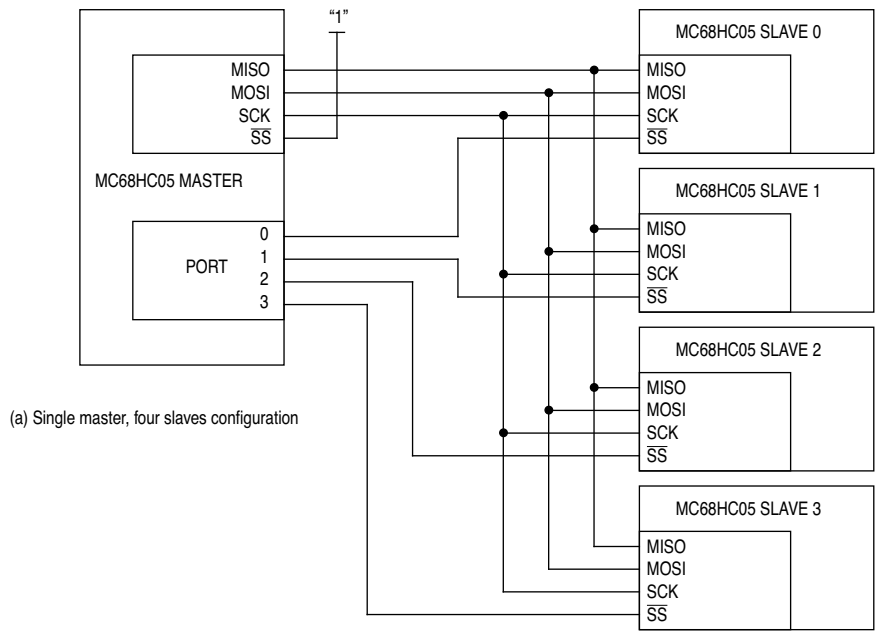 "1"
MISO
MOSI
SCK
SS
MC68HC05 MASTER
PORT
0
1
2
3
(a) Single master, four slaves configuration
MC68HC05 SLAVE 0
MISO
MOSI
SCK
SS
MC68HC05 SLAVE 1
MISO
MOSI
SCK
SS
MC68HC05 SLAVE 2
MISO
MOSI
SCK
SS
MC68HC05 SLAVE 3
MISO
MOSI
SCK
SS